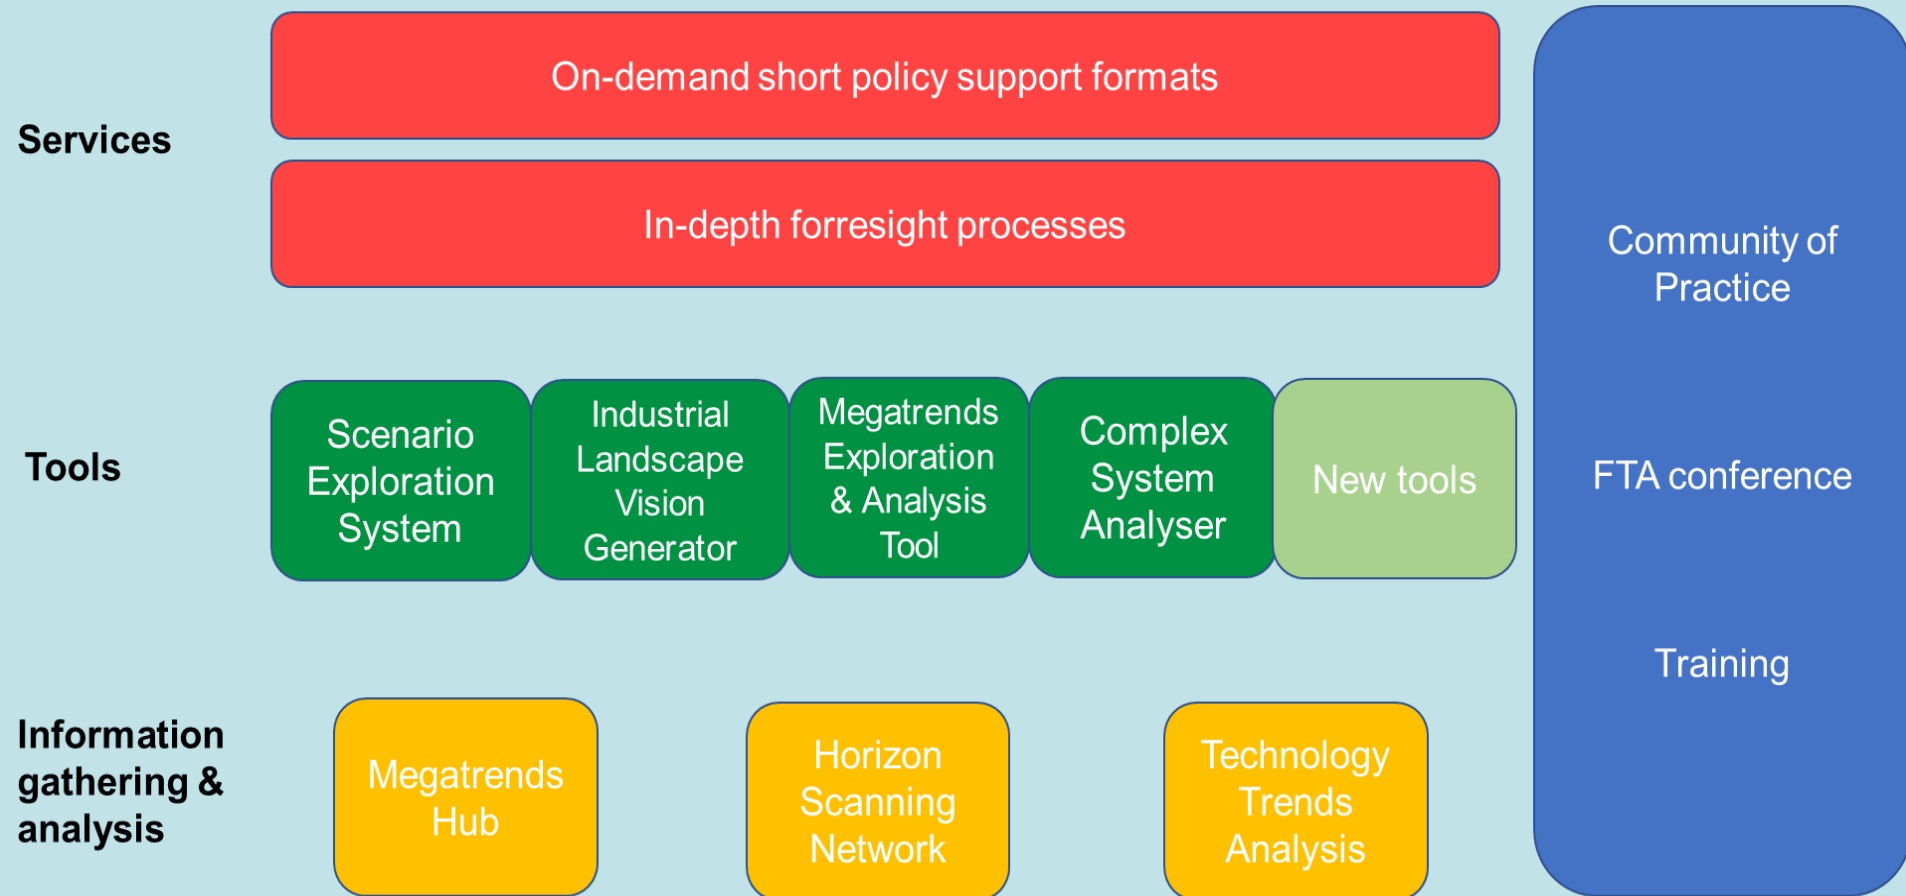 Services
On-demand short policy support formats
In-depth forresight processes
Tools
Scenario
Exploration
System
Industrial
Landscape
Vision
Generator
Megatrends
Exploration
& Analysis
Tool
Complex
System
Analyser
New tools
Information
gathering &
analysis
Megatrends
Hub
Horizon
Scanning
Network
Technology
Trends
Analysis
Community of
Practice
FTA conference
Training